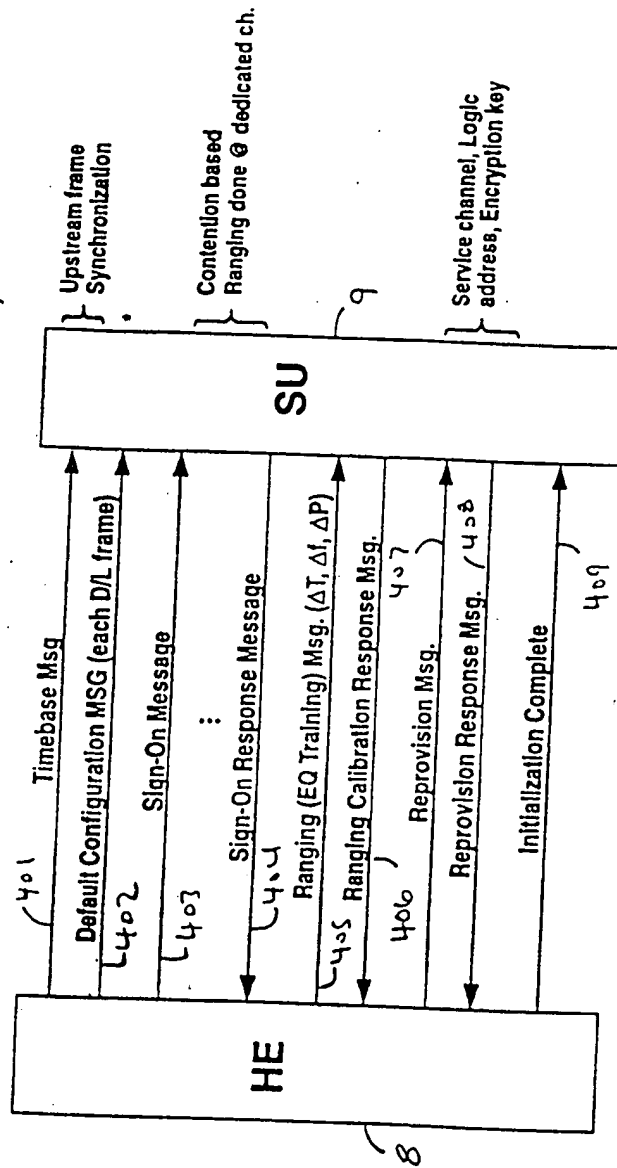 HE
8
SU
9
Timebase Msg
401
Default Configuration MSG (each D/L frame)
402
Sign-On Message
403
⋮
Sign-On Response Message
404
Ranging (EQ Training) Msg. (ΔT, Δf, ΔP)
405
Ranging Calibration Response Msg.
406
Reprovision Msg.
407
Reprovision Response Msg.
408
Initialization Complete
409
Upstream frame
Synchronization
Contention based
Ranging done @ dedicated ch.
Service channel, Logic
address, Encryption key